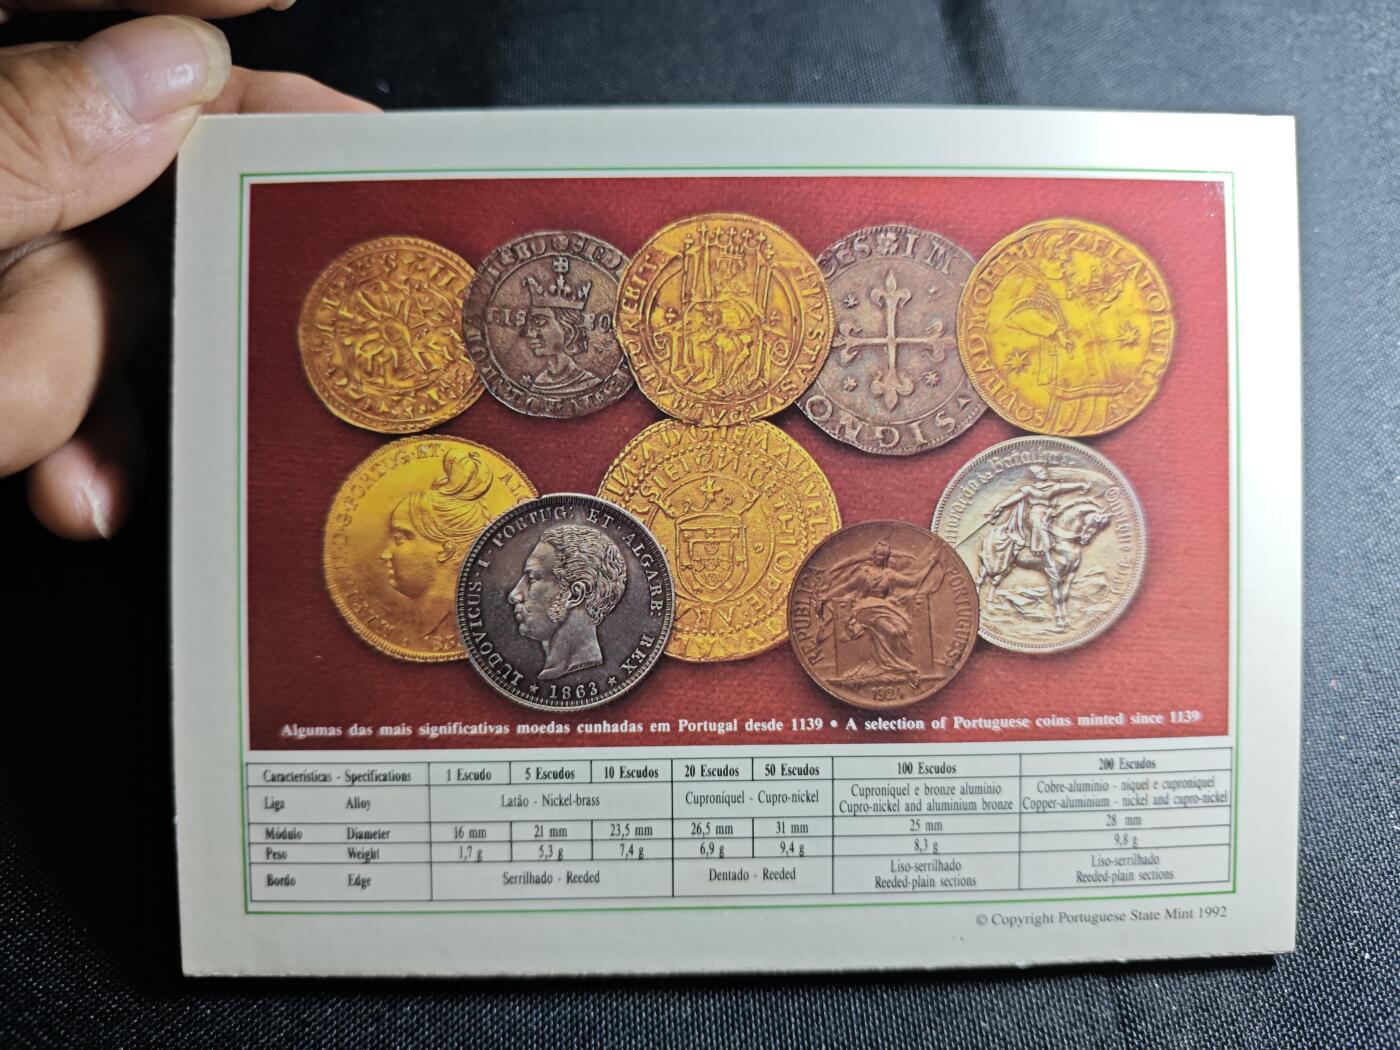 LUDOVICUS · I · PORTUG: ET · ALGARB: REX
1863
REPUBLICA PORTUGUESA
1924
Algumas das mais significativas moedas cunhadas em Portugal desde 1139 • A selection of Portuguese coins minted since 1139
Características - Specifications 1 Escudo 5 Escudos 10 Escudos 20 Escudos 50 Escudos 100 Escudos 200 Escudos
Liga Alloy Latão - Nickel-brass Cuproníquel - Cupro-nickel Cuproníquel e bronze alumínio Cobre-alumínio - níquel e cuproníquel
Cupro-nickel and aluminium bronze Copper-aluminium - nickel and cupro-nickel
Módulo Diameter 16 mm 21 mm 23,5 mm 26,5 mm 31 mm 25 mm 28 mm
Peso Weight 1,7 g 5,3 g 7,4 g 6,9 g 9,4 g 8,3 g 9,8 g
Bordo Edge Serrilhado - Reeded Dentado - Reeded Liso-serrilhado Liso-serrilhado
Reeded-plain sections Reeded-plain sections
© Copyright Portuguese State Mint 1992